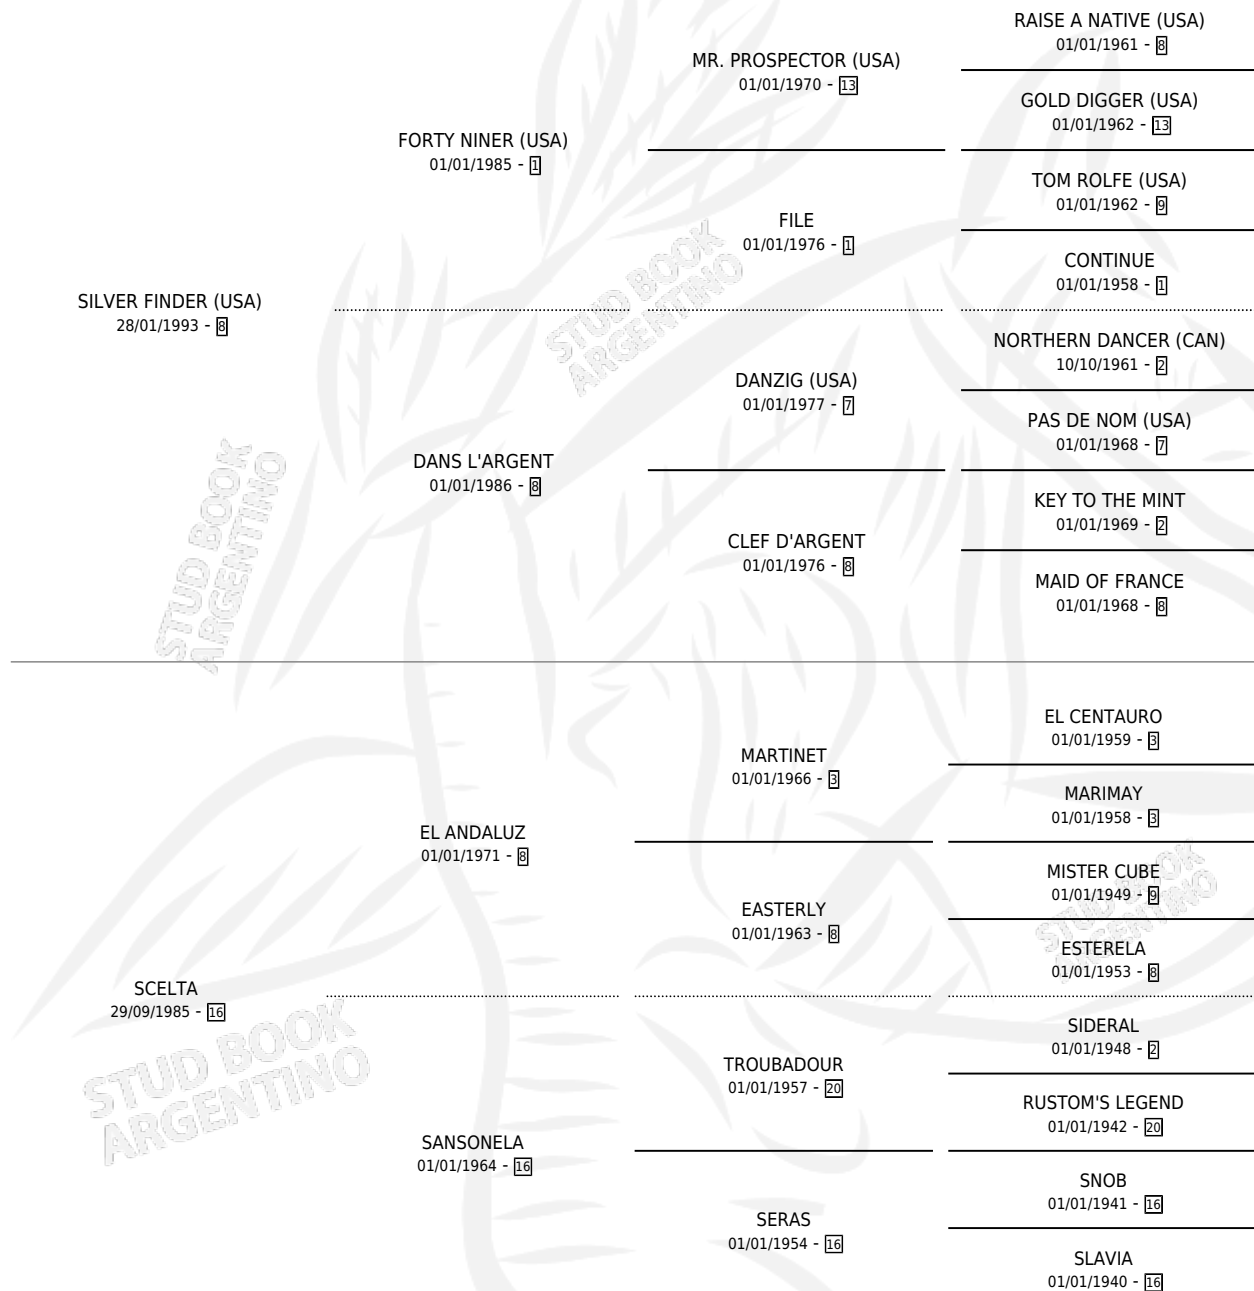 RAISE A NATIVE (USA)
01/01/1961 - 8
MR. PROSPECTOR (USA)
01/01/1970 - 13
GOLD DIGGER (USA)
01/01/1962 - 13
FORTY NINER (USA)
01/01/1985 - 1
TOM ROLFE (USA)
01/01/1962 - 9
FILE
01/01/1976 - 1
CONTINUE
01/01/1958 - 1
SILVER FINDER (USA)
28/01/1993 - 8
NORTHERN DANCER (CAN)
10/10/1961 - 2
DANZIG (USA)
01/01/1977 - 7
PAS DE NOM (USA)
01/01/1968 - 7
DANS L'ARGENT
01/01/1986 - 8
KEY TO THE MINT
01/01/1969 - 2
CLEF D'ARGENT
01/01/1976 - 8
MAID OF FRANCE
01/01/1968 - 8
EL CENTAURO
01/01/1959 - 3
MARTINET
01/01/1966 - 3
MARIMAY
01/01/1958 - 3
EL ANDALUZ
01/01/1971 - 8
MISTER CUBE
01/01/1949 - 9
EASTERLY
01/01/1963 - 8
ESTERELA
01/01/1953 - 8
SCELTA
29/09/1985 - 16
SIDERAL
01/01/1948 - 2
TROUBADOUR
01/01/1957 - 20
RUSTOM'S LEGEND
01/01/1942 - 20
SANSONELA
01/01/1964 - 16
SNOB
01/01/1941 - 16
SERAS
01/01/1954 - 16
SLAVIA
01/01/1940 - 16
STUD BOOK
ARGENTINO
STUD BOOK
ARGENTINO
STUD BOOK
ARGENTINO
STUD BOOK
ARGENTINO